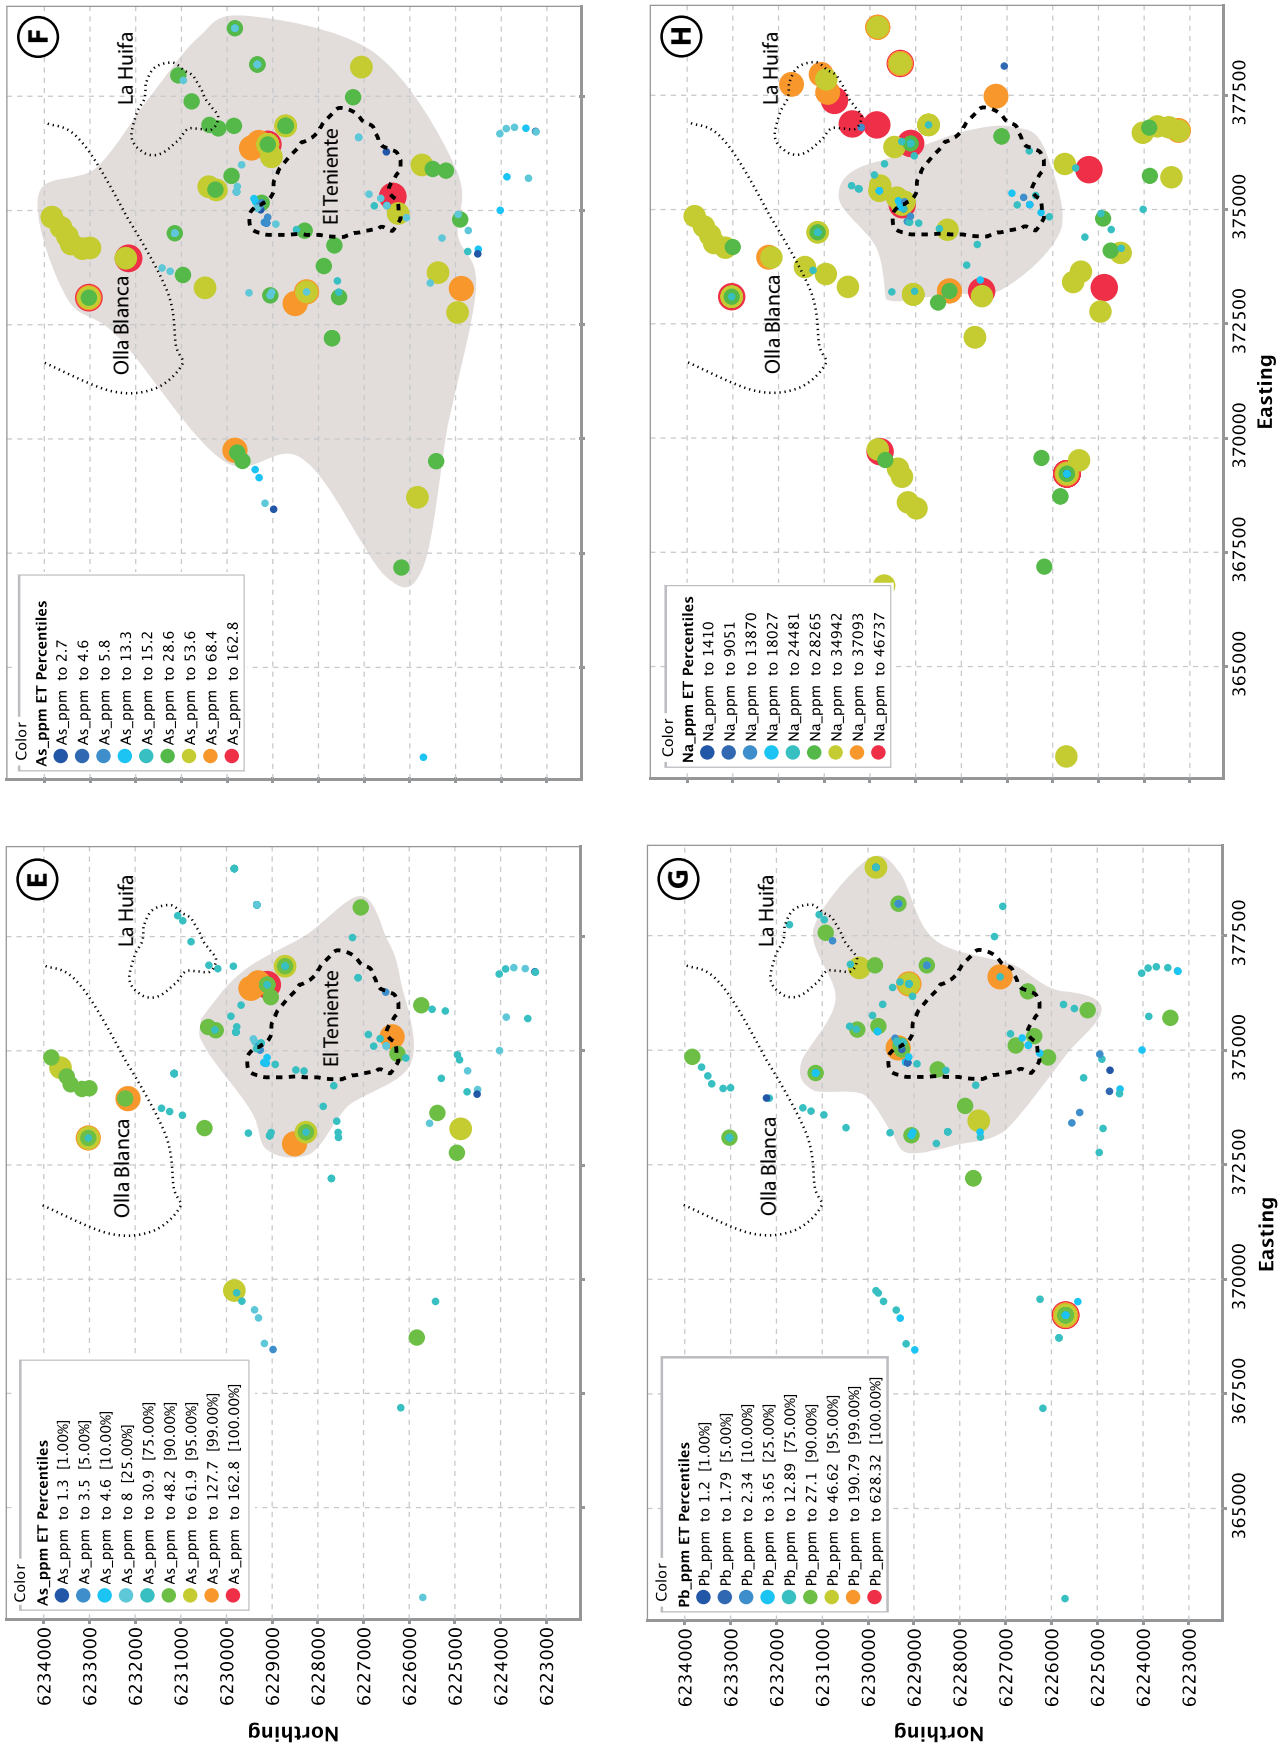 E
Color
As_ppm ET Percentiles
As_ppm to 1.3 [1.00%]
As_ppm to 3.5 [5.00%]
As_ppm to 4.6 [10.00%]
As_ppm to 8 [25.00%]
As_ppm to 30.9 [75.00%]
As_ppm to 48.2 [90.00%]
As_ppm to 61.9 [95.00%]
As_ppm to 127.7 [99.00%]
As_ppm to 162.8 [100.00%]
La Huifa
Olla Blanca
El Teniente
6234000
6233000
6232000
6231000
6230000
6229000
6228000
6227000
6226000
6225000
6224000
6223000
Northing
F
Color
As_ppm ET Percentiles
As_ppm to 2.7
As_ppm to 4.6
As_ppm to 5.8
As_ppm to 13.3
As_ppm to 15.2
As_ppm to 28.6
As_ppm to 53.6
As_ppm to 68.4
As_ppm to 162.8
La Huifa
Olla Blanca
El Teniente
G
Color
Pb_ppm ET Percentiles
Pb_ppm to 1.2 [1.00%]
Pb_ppm to 1.79 [5.00%]
Pb_ppm to 2.34 [10.00%]
Pb_ppm to 3.65 [25.00%]
Pb_ppm to 12.89 [75.00%]
Pb_ppm to 27.1 [90.00%]
Pb_ppm to 46.62 [95.00%]
Pb_ppm to 190.79 [99.00%]
Pb_ppm to 628.32 [100.00%]
La Huifa
Olla Blanca
6234000
6233000
6232000
6231000
6230000
6229000
6228000
6227000
6226000
6225000
6224000
6223000
Northing
365000 367500 370000 372500 375000 377500
Easting
H
Color
Na_ppm ET Percentiles
Na_ppm to 1410
Na_ppm to 9051
Na_ppm to 13870
Na_ppm to 18027
Na_ppm to 24481
Na_ppm to 28265
Na_ppm to 34942
Na_ppm to 37093
Na_ppm to 46737
La Huifa
Olla Blanca
365000 367500 370000 372500 375000 377500
Easting